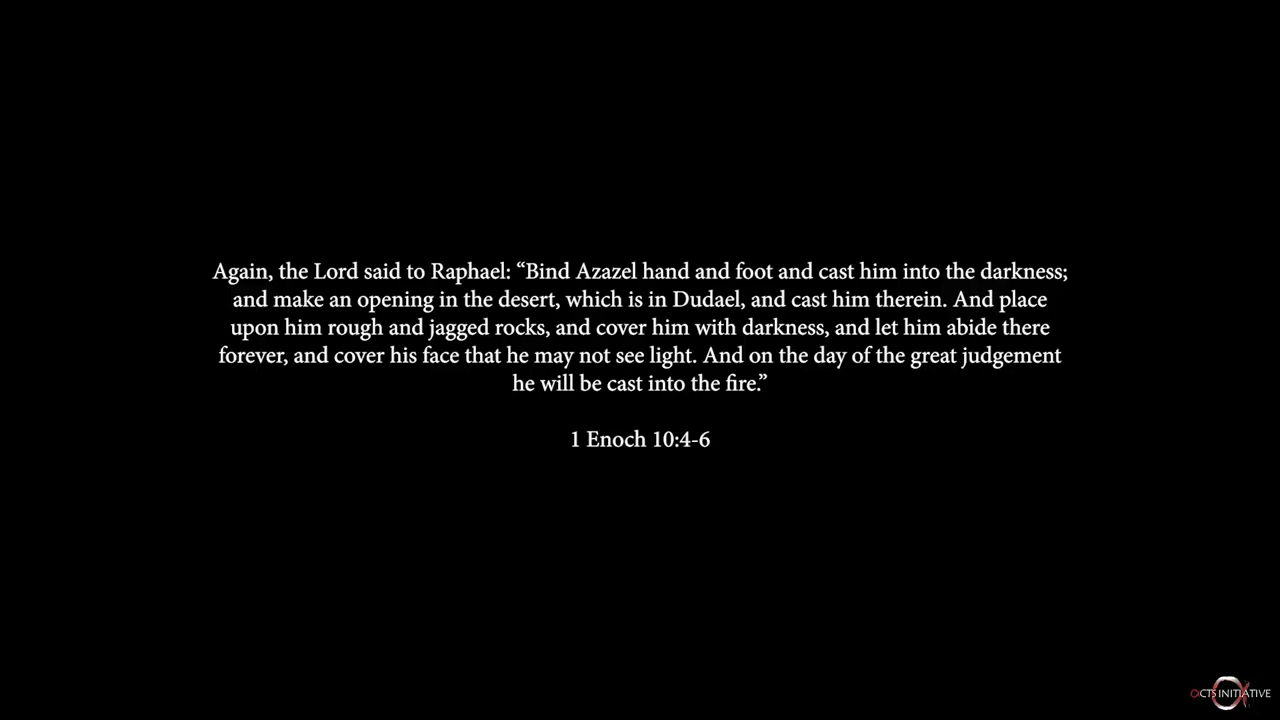 Again, the Lord said to Raphael: “Bind Azazel hand and foot and cast him into the darkness;
and make an opening in the desert, which is in Dudael, and cast him therein. And place
upon him rough and jagged rocks, and cover him with darkness, and let him abide there
forever, and cover his face that he may not see light. And on the day of the great judgement
he will be cast into the fire.”
1 Enoch 10:4-6
αCTS INITIATIVE